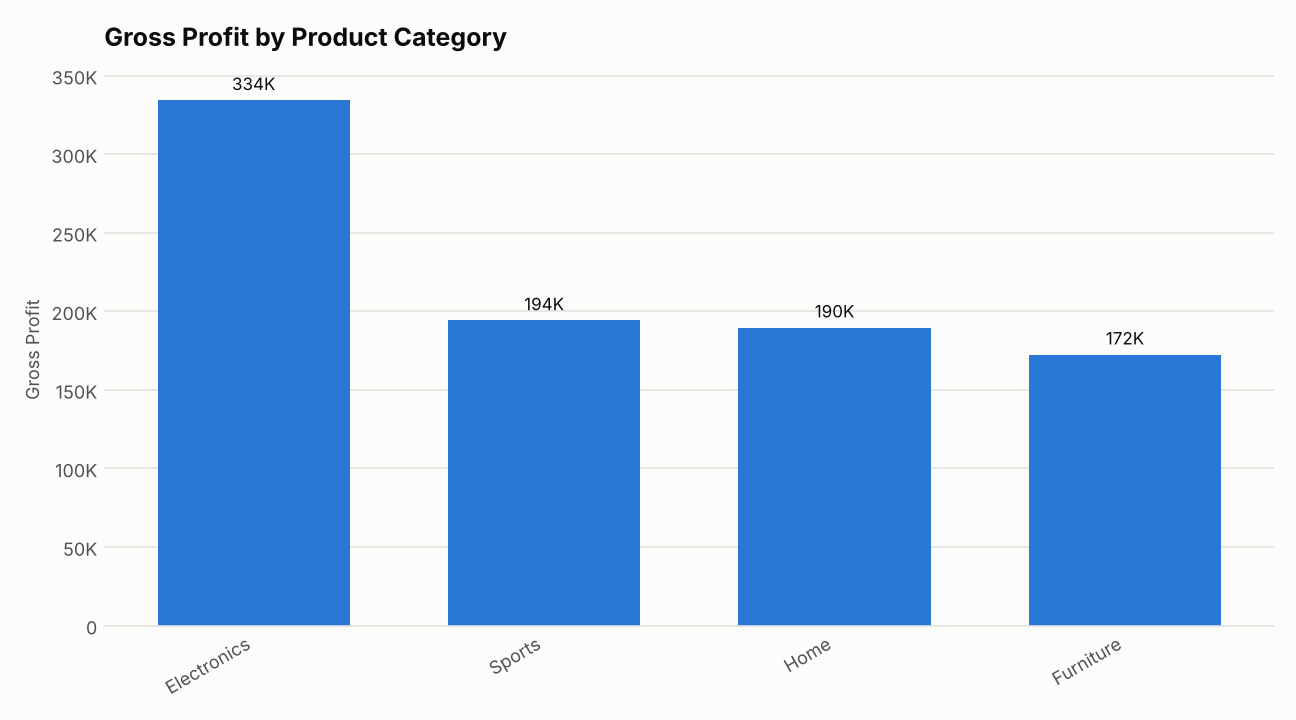 Gross Profit by Product Category
Gross Profit
350K
300K
250K
200K
150K
100K
50K
0
334K
194K
190K
172K
Electronics
Sports
Home
Furniture